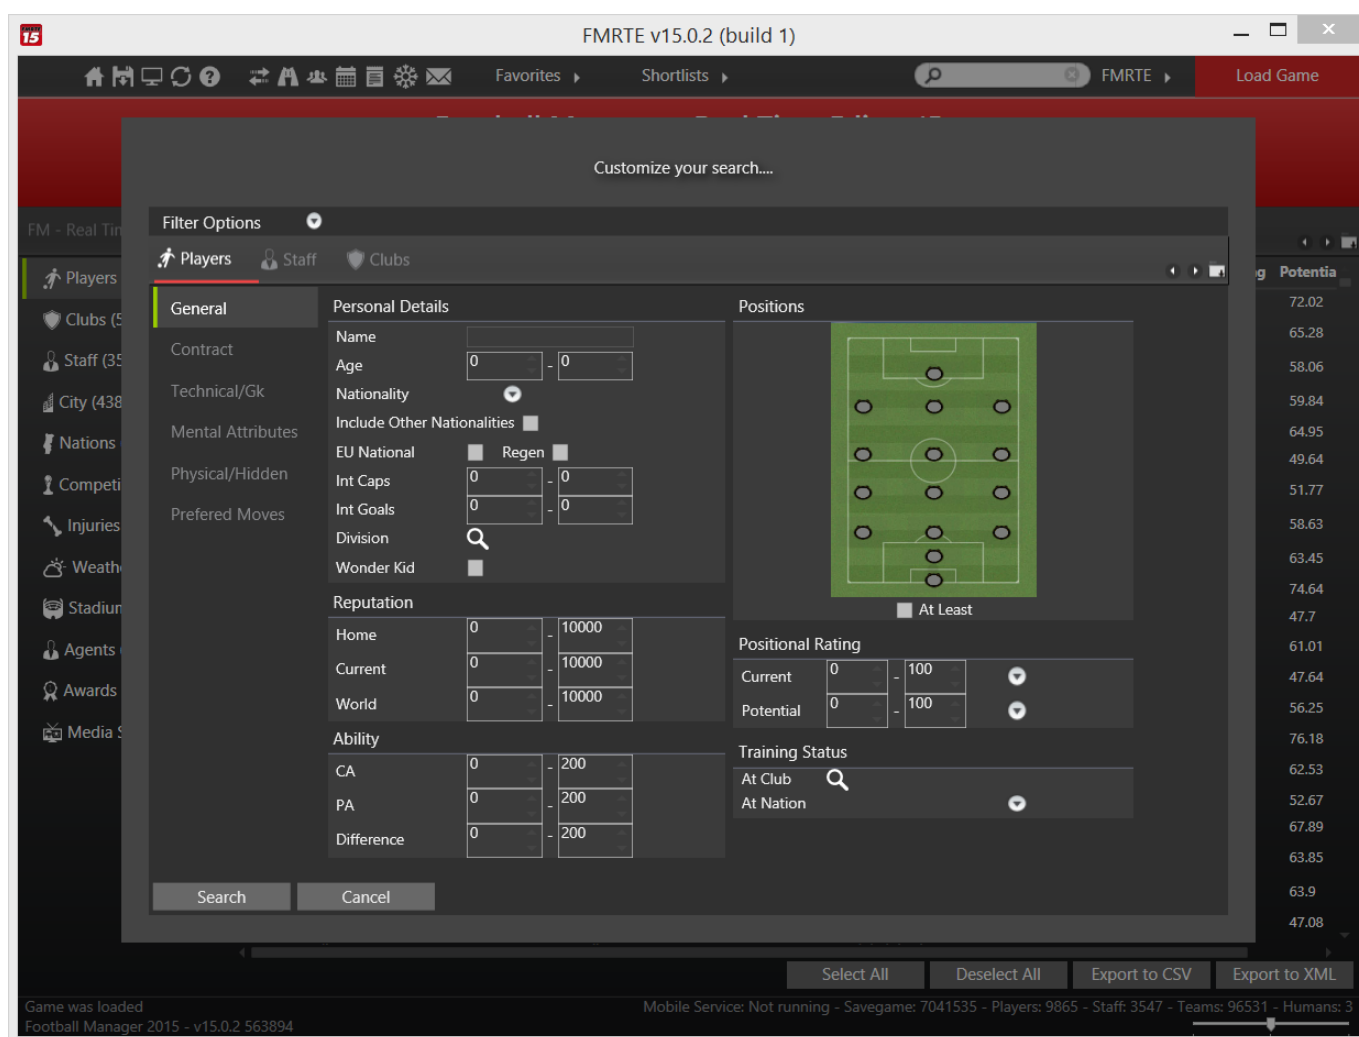 15
FMRTE v15.0.2 (build 1)
Favorites
Shortlists
FMRTE
Load Game
Customize your search....
FM - Real Tim
Filter Options
Players
Staff
Clubs
Players
Clubs (5
Staff (35
City (438
Nations
Competi
Injuries
Weath
Stadiun
Agents
Awards
Media S
General
Contract
Technical/Gk
Mental Attributes
Physical/Hidden
Prefered Moves
Personal Details
Name
Age 0 - 0
Nationality
Include Other Nationalities
EU National Regen
Int Caps 0 - 0
Int Goals 0 - 0
Division
Wonder Kid
Reputation
Home 0 - 10000
Current 0 - 10000
World 0 - 10000
Ability
CA 0 - 200
PA 0 - 200
Difference 0 - 200
Positions
At Least
Positional Rating
Current 0 - 100
Potential 0 - 100
Training Status
At Club
At Nation
Search
Cancel
g Potentia
72.02
65.28
58.06
59.84
64.95
49.64
51.77
58.63
63.45
74.64
47.7
61.01
47.64
56.25
76.18
62.53
52.67
67.89
63.85
63.9
47.08
Select All
Deselect All
Export to CSV
Export to XML
Game was loaded
Mobile Service: Not running - Savegame: 7041535 - Players: 9865 - Staff: 3547 - Teams: 96531 - Humans: 3
Football Manager 2015 - v15.0.2 563894